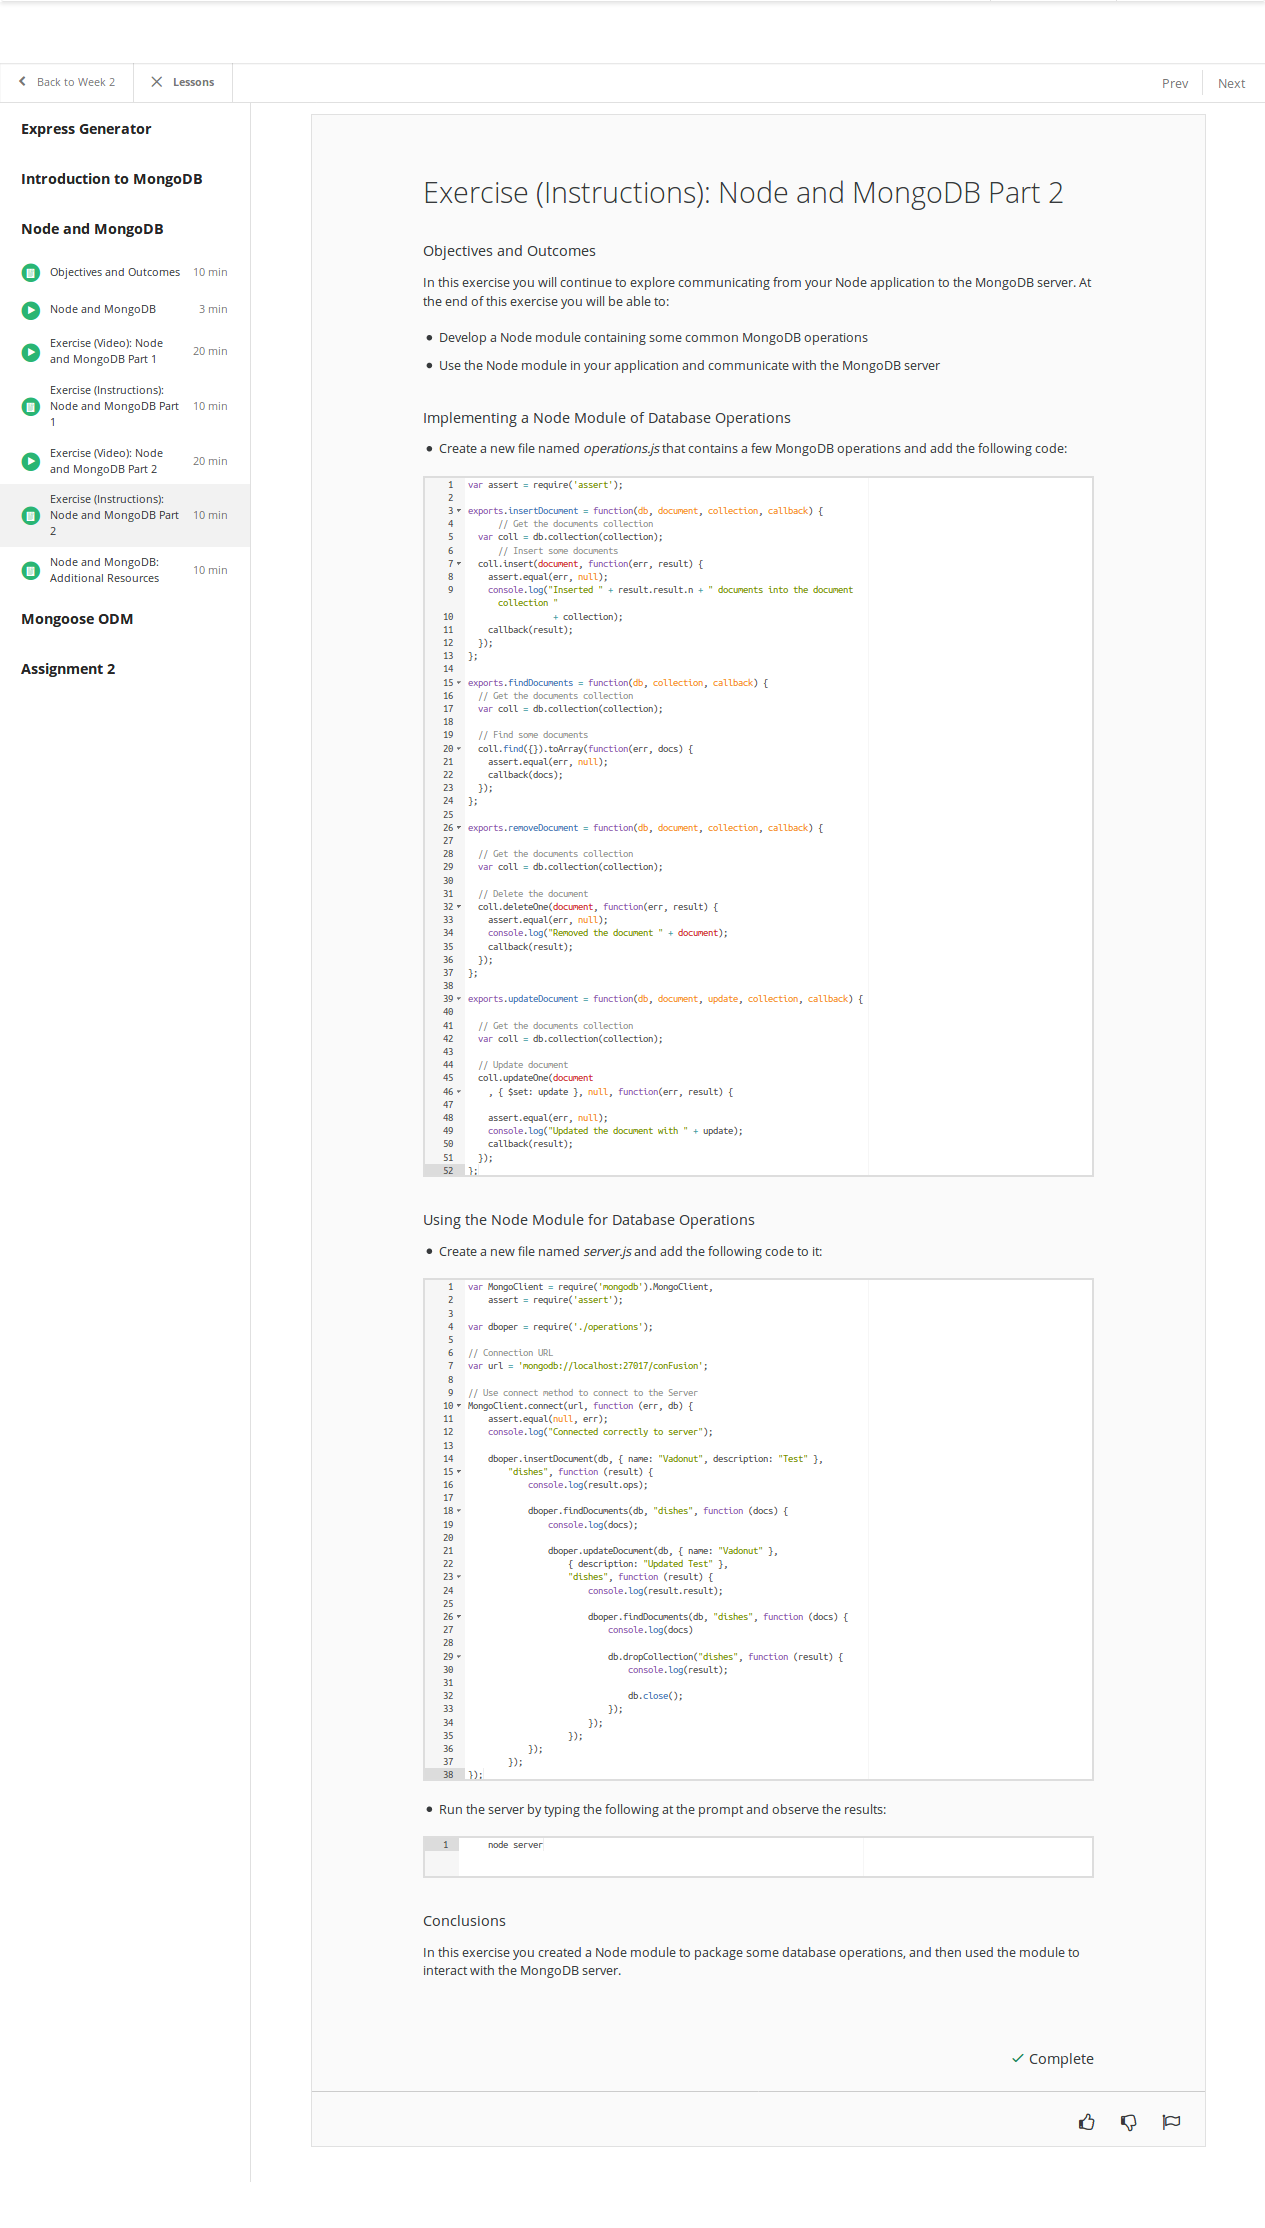 Back to Week 2
Lessons
Prev
Next
Express Generator
Introduction to MongoDB
Node and MongoDB
Objectives and Outcomes 10 min
Node and MongoDB 3 min
Exercise (Video): Node
and MongoDB Part 1
20 min
Exercise (Instructions):
Node and MongoDB Part
1
10 min
Exercise (Video): Node
and MongoDB Part 2
20 min
Exercise (Instructions):
Node and MongoDB Part
2
10 min
Node and MongoDB:
Additional Resources
10 min
Mongoose ODM
Assignment 2
Exercise (Instructions): Node and MongoDB Part 2
Objectives and Outcomes
In this exercise you will continue to explore communicating from your Node application to the MongoDB server. At
the end of this exercise you will be able to:
• Develop a Node module containing some common MongoDB operations
• Use the Node module in your application and communicate with the MongoDB server
Implementing a Node Module of Database Operations
• Create a new file named operations.js that contains a few MongoDB operations and add the following code:
1 var assert = require('assert');
2
3 exports.insertDocument = function(db, document, collection, callback) {
4 // Get the documents collection
5 var coll = db.collection(collection);
6 // Insert some documents
7 coll.insert(document, function(err, result) {
8 assert.equal(err, null);
9 console.log("Inserted " + result.result.n + " documents into the document
collection "
10 + collection);
11 callback(result);
12 });
13 };
14
15 exports.findDocuments = function(db, collection, callback) {
16 // Get the documents collection
17 var coll = db.collection(collection);
18
19 // Find some documents
20 coll.find({}).toArray(function(err, docs) {
21 assert.equal(err, null);
22 callback(docs);
23 });
24 };
25
26 exports.removeDocument = function(db, document, collection, callback) {
27
28 // Get the documents collection
29 var coll = db.collection(collection);
30
31 // Delete the document
32 coll.deleteOne(document, function(err, result) {
33 assert.equal(err, null);
34 console.log("Removed the document " + document);
35 callback(result);
36 });
37 };
38
39 exports.updateDocument = function(db, document, update, collection, callback) {
40
41 // Get the documents collection
42 var coll = db.collection(collection);
43
44 // Update document
45 coll.updateOne(document
46 , { $set: update }, null, function(err, result) {
47
48 assert.equal(err, null);
49 console.log("Updated the document with " + update);
50 callback(result);
51 });
52 };
Using the Node Module for Database Operations
• Create a new file named server.js and add the following code to it:
1 var MongoClient = require('mongodb').MongoClient,
2 assert = require('assert');
3
4 var dboper = require('./operations');
5
6 // Connection URL
7 var url = 'mongodb://localhost:27017/conFusion';
8
9 // Use connect method to connect to the Server
10 MongoClient.connect(url, function (err, db) {
11 assert.equal(null, err);
12 console.log("Connected correctly to server");
13
14 dboper.insertDocument(db, { name: "Vadonut", description: "Test" },
15 "dishes", function (result) {
16 console.log(result.ops);
17
18 dboper.findDocuments(db, "dishes", function (docs) {
19 console.log(docs);
20
21 dboper.updateDocument(db, { name: "Vadonut" },
22 { description: "Updated Test" },
23 "dishes", function (result) {
24 console.log(result.result);
25
26 dboper.findDocuments(db, "dishes", function (docs) {
27 console.log(docs)
28
29 db.dropCollection("dishes", function (result) {
30 console.log(result);
31
32 db.close();
33 });
34 });
35 });
36 });
37 });
38 });
• Run the server by typing the following at the prompt and observe the results:
1 node server
Conclusions
In this exercise you created a Node module to package some database operations, and then used the module to
interact with the MongoDB server.
Complete